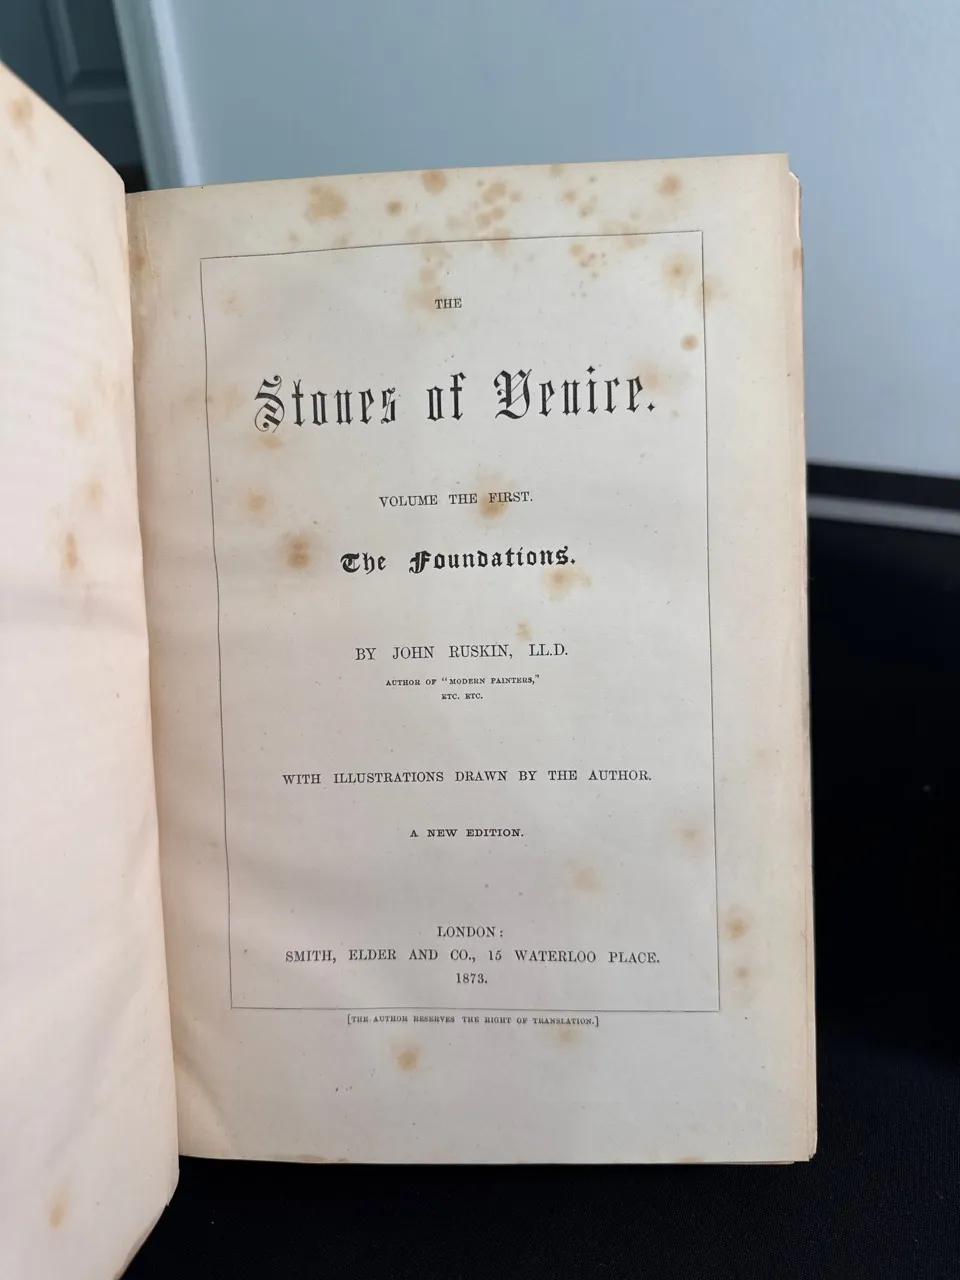 THE
Stones of Venice.
VOLUME THE FIRST.
The Foundations.
BY JOHN RUSKIN, LL.D.
AUTHOR OF "MODERN PAINTERS,"
ETC. ETC.
WITH ILLUSTRATIONS DRAWN BY THE AUTHOR.
A NEW EDITION.
LONDON:
SMITH, ELDER AND CO., 15 WATERLOO PLACE.
1873.
[THE AUTHOR RESERVES THE RIGHT OF TRANSLATION.]